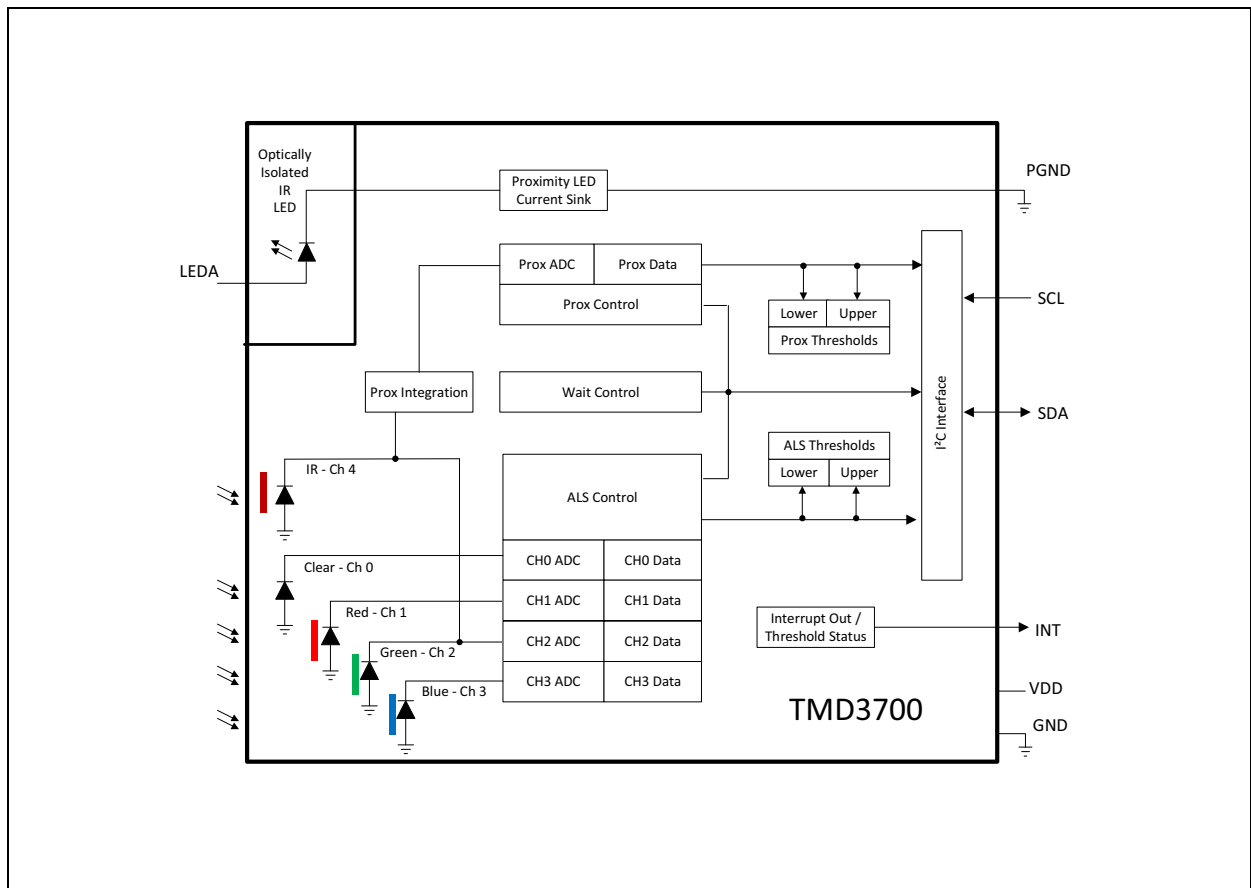 Optically
Isolated
IR
LED
LEDA
Proximity LED
Current Sink
PGND
Prox ADC
Prox Data
Prox Control
Lower
Upper
Prox Thresholds
SCL
Prox Integration
Wait Control
I²C Interface
SDA
ALS Thresholds
Lower
Upper
IR - Ch 4
ALS Control
Clear - Ch 0
CH0 ADC
CH0 Data
Red - Ch 1
CH1 ADC
CH1 Data
Green - Ch 2
CH2 ADC
CH2 Data
Blue - Ch 3
CH3 ADC
CH3 Data
Interrupt Out /
Threshold Status
INT
VDD
TMD3700
GND